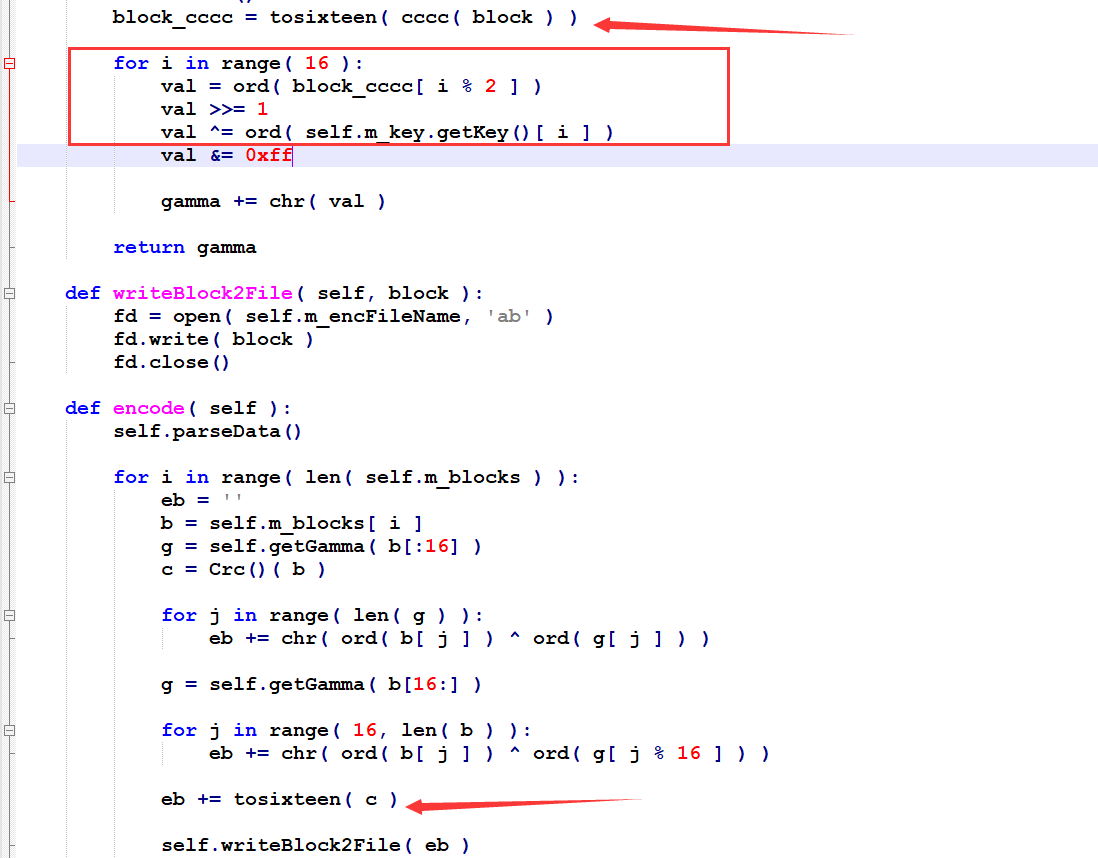 block_cccc = tosixteen( cccc( block ) )
for i in range( 16 ):
val = ord( block_cccc[ i % 2 ] )
val >>= 1
val ^= ord( self.m_key.getKey()[ i ] )
val &= 0xff
gamma += chr( val )
return gamma
def writeBlock2File( self, block ):
fd = open( self.m_encFileName, 'ab' )
fd.write( block )
fd.close()
def encode( self ):
self.parseData()
for i in range( len( self.m_blocks ) ):
eb = ''
b = self.m_blocks[ i ]
g = self.getGamma( b[:16] )
c = Crc()( b )
for j in range( len( g ) ):
eb += chr( ord( b[ j ] ) ^ ord( g[ j ] ) )
g = self.getGamma( b[16:] )
for j in range( 16, len( b ) ):
eb += chr( ord( b[ j ] ) ^ ord( g[ j % 16 ] ) )
eb += tosixteen( c )
self.writeBlock2File( eb )